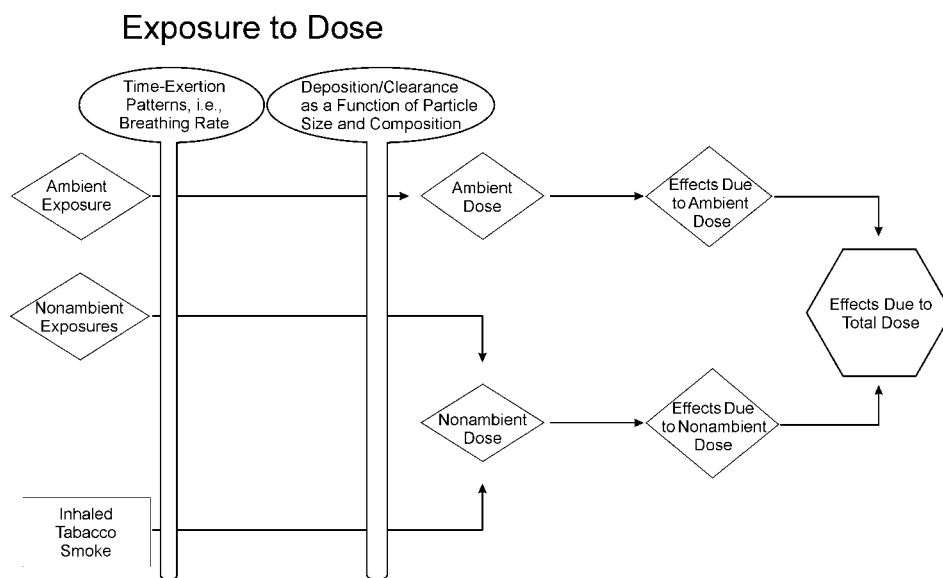 Exposure to Dose
Time-Exertion
Patterns, i.e.,
Breathing Rate
Deposition/Clearance
as a Function of Particle
Size and Composition
Ambient
Exposure
Ambient
Dose
Effects Due
to Ambient
Dose
Nonambient
Exposures
Effects Due to
Total Dose
Nonambient
Dose
Effects Due
to Nonambient
Dose
Inhaled
Tabacco
Smoke